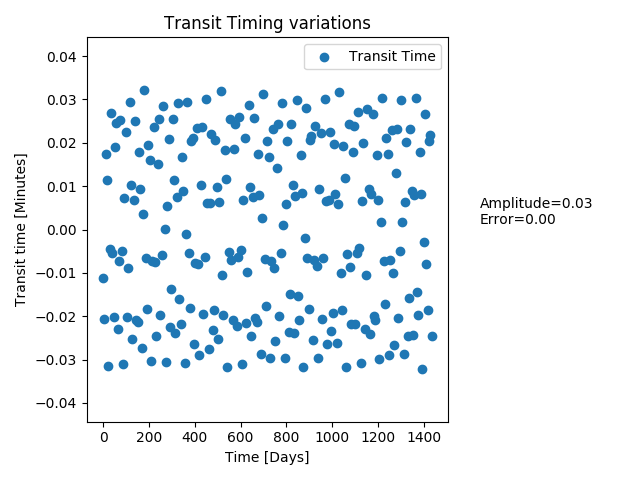 Transit Timing variations
Transit Time
0.04
0.03
0.02
0.01
0.00
−0.01
−0.02
−0.03
−0.04
Transit time [Minutes]
0 200 400 600 800 1000 1200 1400
Time [Days]
Amplitude=0.03
Error=0.00